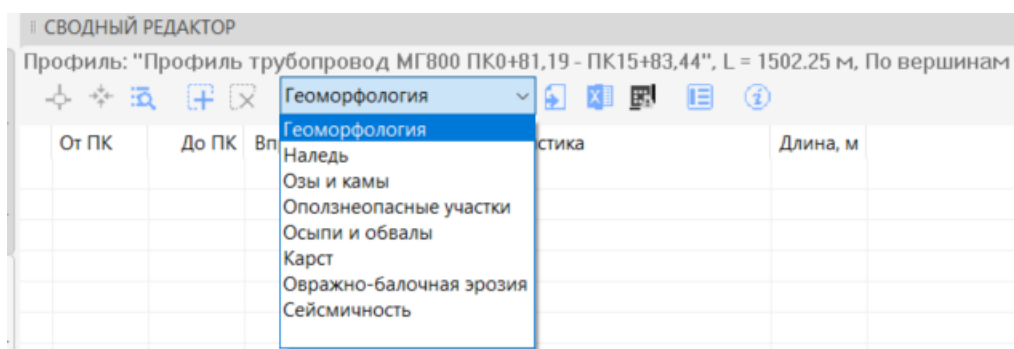 СВОДНЫЙ РЕДАКТОР
Профиль: "Профиль трубопровод МГ800 ПК0+81,19 - ПК15+83,44", L = 1502.25 м, По вершинам
Геоморфология
От ПК До ПК Вп стика Длина, м
Геоморфология
Наледь
Озы и камы
Оползнеопасные участки
Осыпи и обвалы
Карст
Овражно-балочная эрозия
Сейсмичность